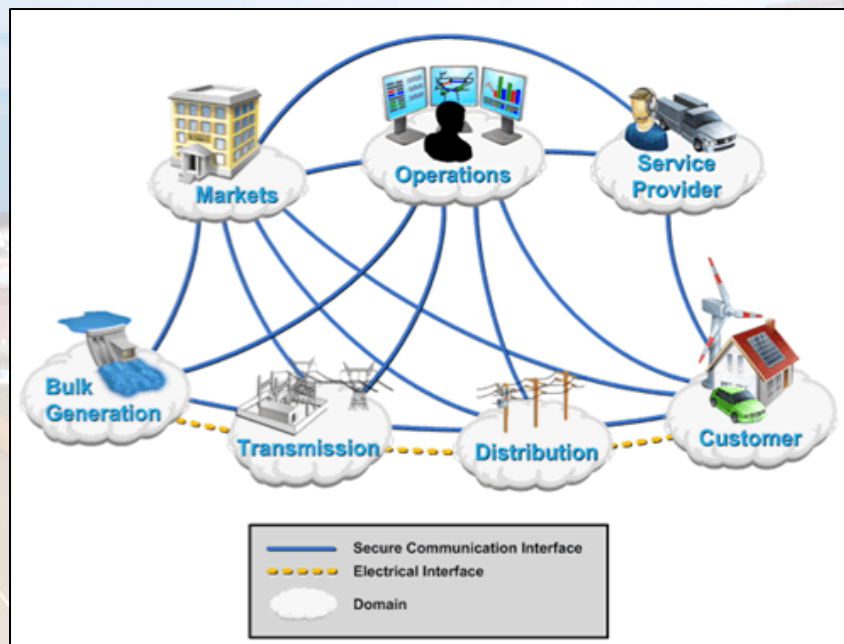 Markets
Operations
Service
Provider
Bulk
Generation
Transmission
Distribution
Customer
Secure Communication Interface
Electrical Interface
Domain